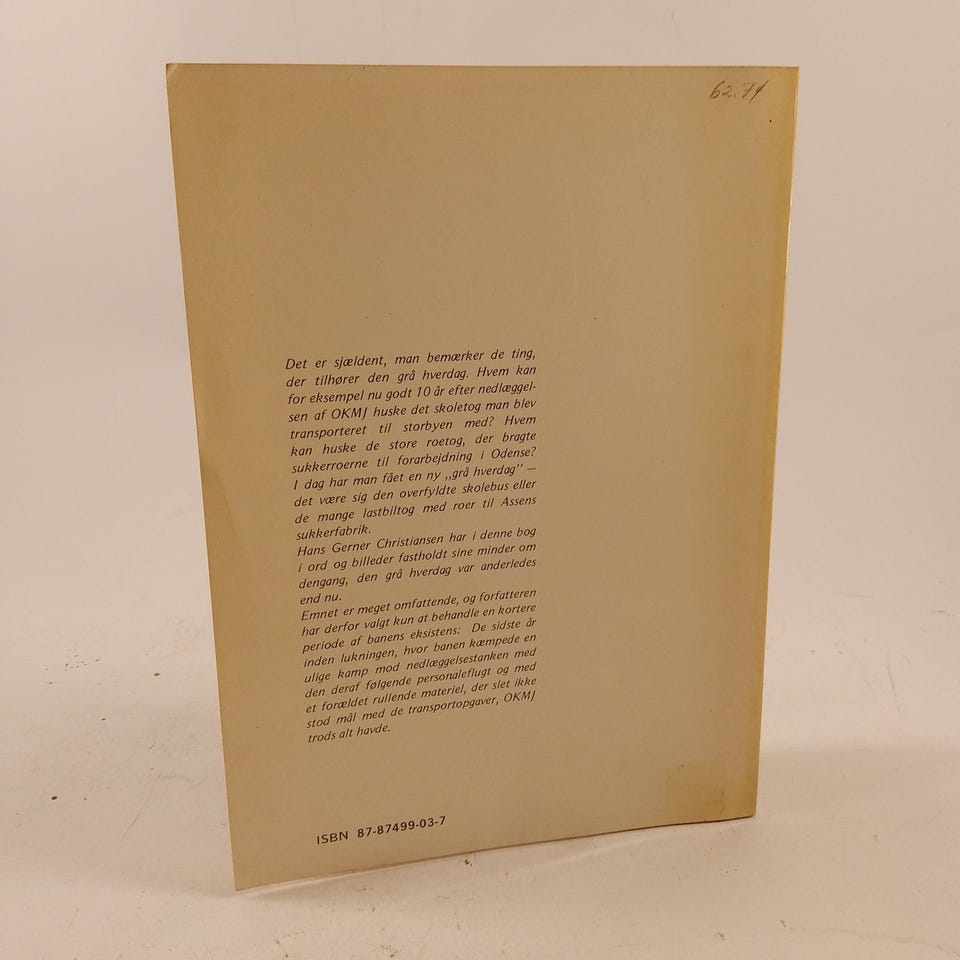 62.74
Det er sjældent, man bemærker de ting,
der tilhører den grå hverdag. Hvem kan
for eksempel nu godt 10 år efter nedlæggel-
sen af OKMJ huske det skoletog man blev
transporteret til storbyen med? Hvem
kan huske de store roetog, der bragte
sukkerroerne til forarbejdning i Odense?
I dag har man fået en ny ,,grå hverdag'' —
det være sig den overfyldte skolebus eller
de mange lastbiltog med roer til Assens
sukkerfabrik.
Hans Gerner Christiansen har i denne bog
i ord og billeder fastholdt sine minder om
dengang, den grå hverdag var anderledes
end nu.
Emnet er meget omfattende, og forfatteren
har derfor valgt kun at behandle en kortere
periode af banens eksistens: De sidste år
inden lukningen, hvor banen kæmpede en
ulige kamp mod nedlæggelsestanken med
den deraf følgende personaleflugt og med
et forældet rullende materiel, der slet ikke
stod mål med de transportopgaver, OKMJ
trods alt havde.
ISBN 87-87499-03-7